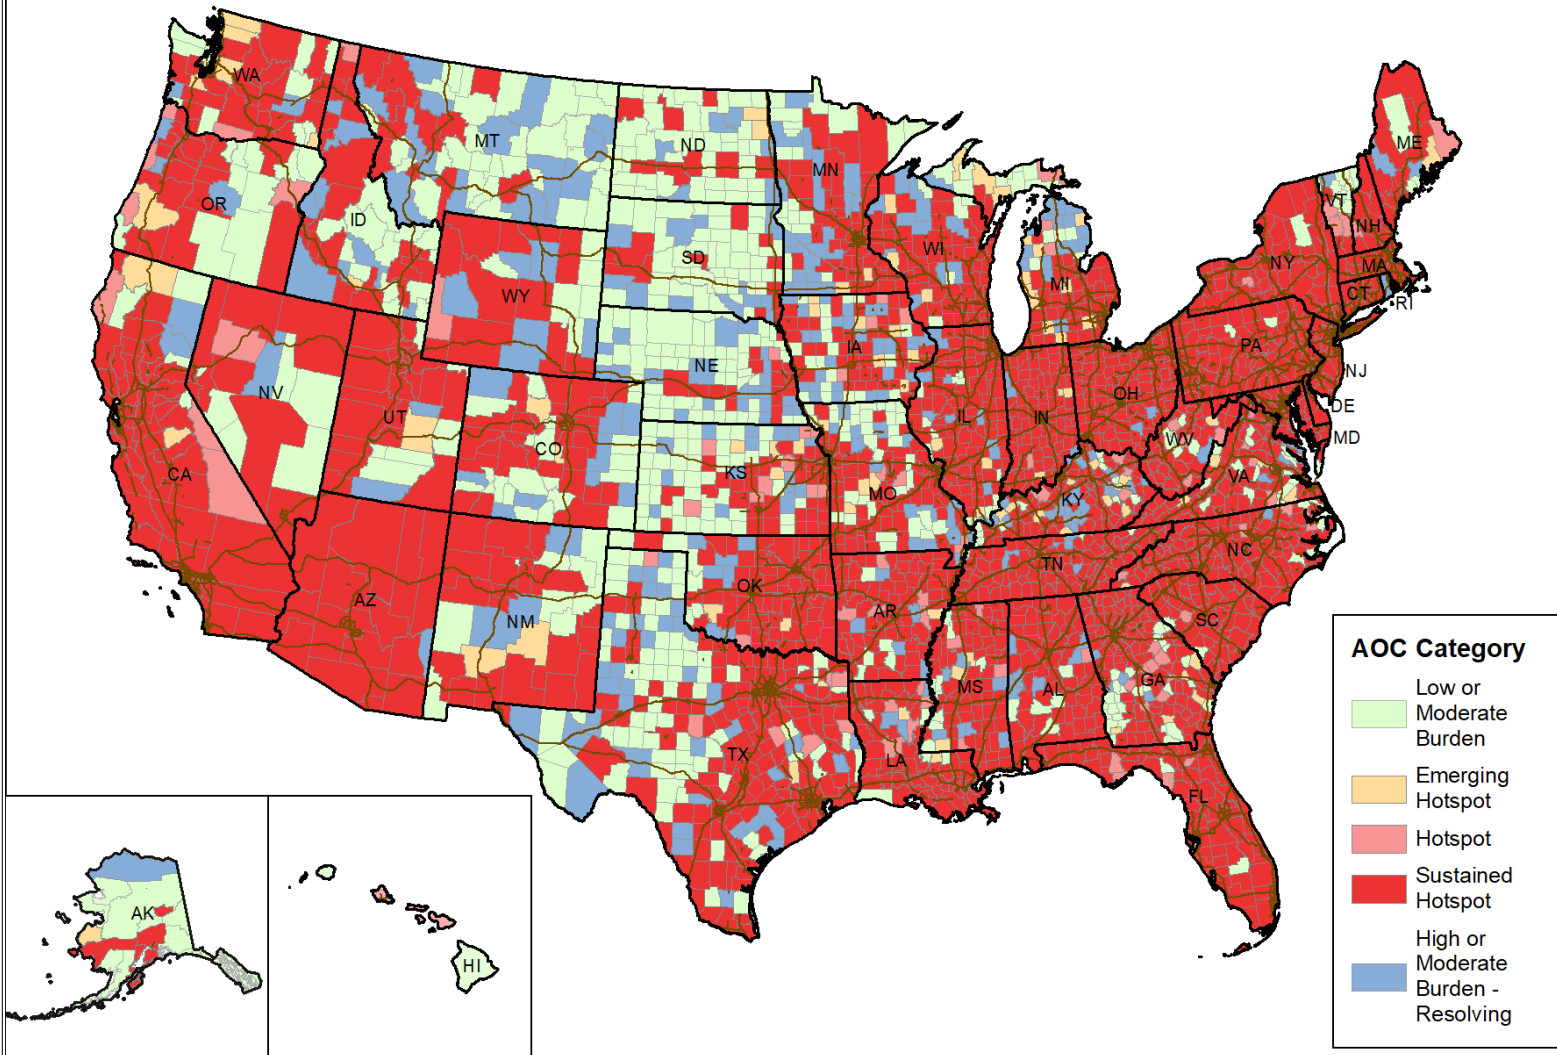 WA
MT
ND
MN
ME
OR
ID
VT
NH
WI
SD
NY
MA
MI
WY
CT
RI
IA
PA
NE
NJ
NV
OH
DE
UT
IL
IN
MD
CO
WV
CA
KS
VA
MO
KY
NC
TN
OK
AZ
AR
NM
SC
GA
MS
AL
TX
LA
FL
AK
HI
AOC Category
Low or
Moderate
Burden
Emerging
Hotspot
Hotspot
Sustained
Hotspot
High or
Moderate
Burden -
Resolving